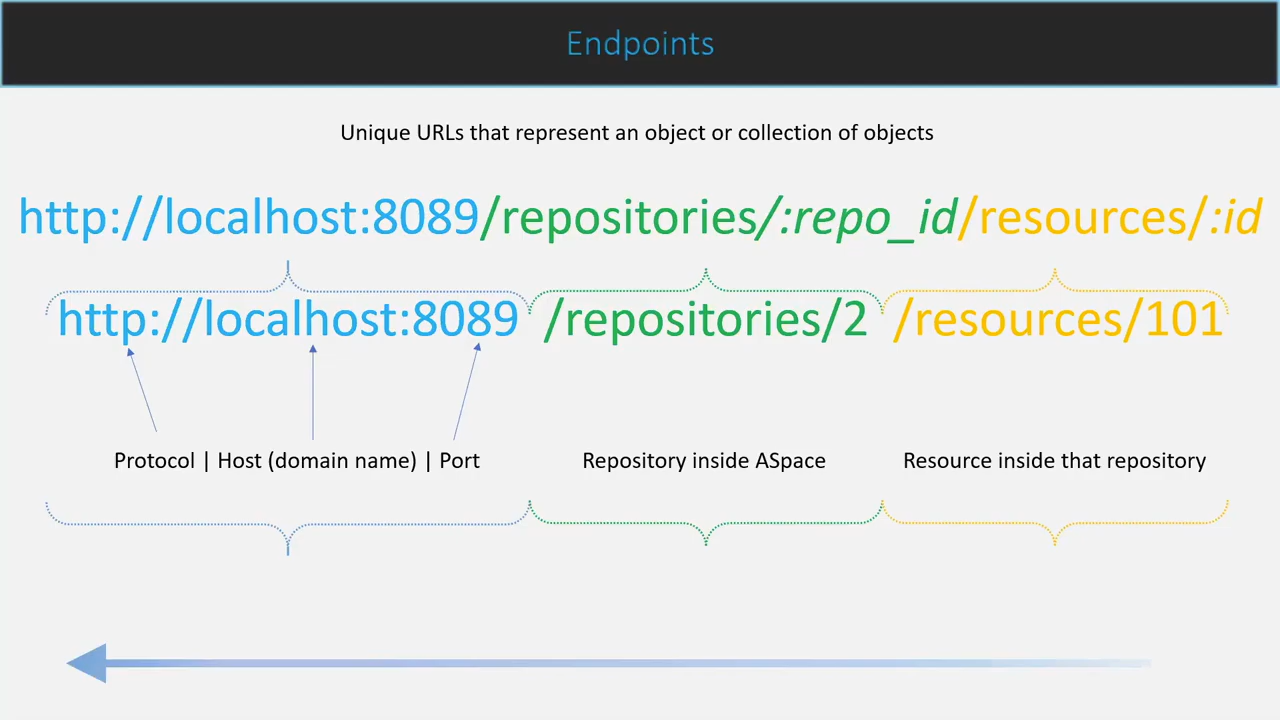 Endpoints
Unique URLs that represent an object or collection of objects
http://localhost:8089/repositories/:repo_id/resources/:id
http://localhost:8089 /repositories/2 /resources/101
Protocol | Host (domain name) | Port Repository inside ASpace Resource inside that repository